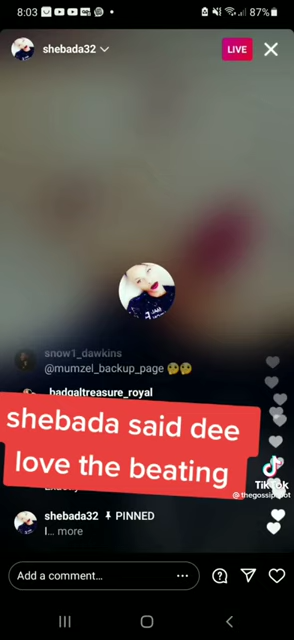 8:03
87%
shebada32
LIVE
snow1_dawkins
@mumzel_backup_page 🤔🤔
badgaltreasure_royal
shebada said dee
love the beating
TikTok
shebada32 PINNED
I... more
Add a comment...